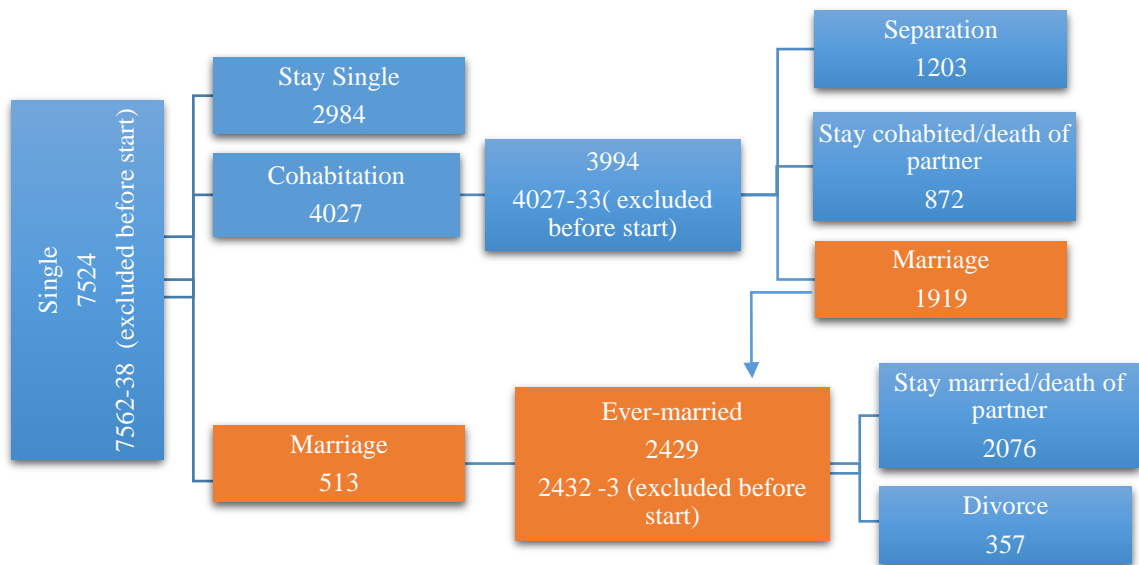 Single
7524
7562-38 (excluded before start)
Stay Single
2984
Cohabitation
4027
Marriage
513
3994
4027-33( excluded
before start)
Separation
1203
Stay cohabited/death of
partner
872
Marriage
1919
Ever-married
2429
2432 -3 (excluded before
start)
Stay married/death of
partner
2076
Divorce
357